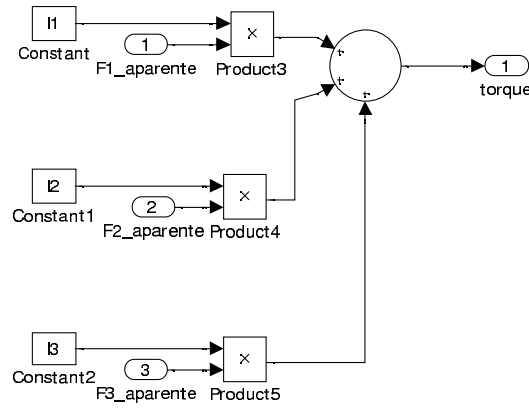 l1
Constant
1
F1_aparente
×
Product3
+
+
+
1
torque
l2
Constant1
2
F2_aparente
×
Product4
l3
Constant2
3
F3_aparente
×
Product5